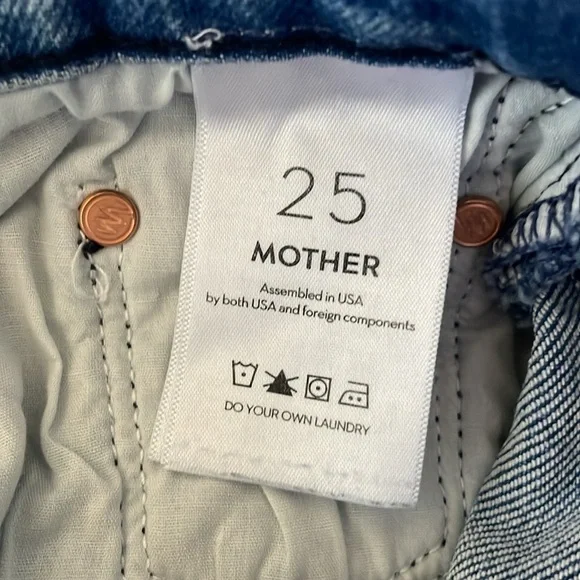 25
MOTHER
Assembled in USA
by both USA and foreign components
DO YOUR OWN LAUNDRY